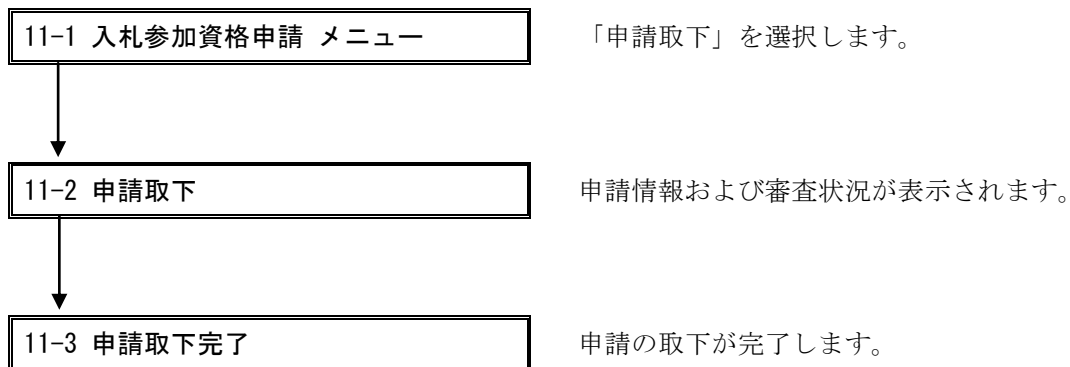 11-1 入札参加資格申請 メニュー
「申請取下」を選択します。
11-2 申請取下
申請情報および審査状況が表示されます。
11-3 申請取下完了
申請の取下が完了します。